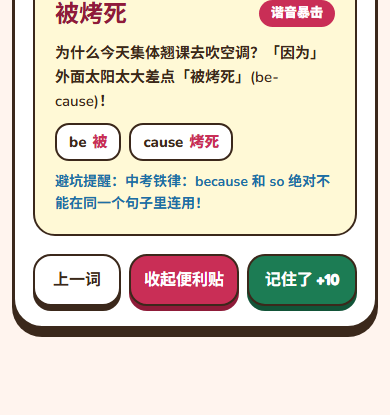 被烤死 谐音暴击
为什么今天集体翘课去吹空调？「因为」
外面太阳太大差点「被烤死」(be-
cause)！
be 被 cause 烤死
避坑提醒：中考铁律：because 和 so 绝对不
能在同一个句子里连用！
上一词 收起便利贴 记住了 +10